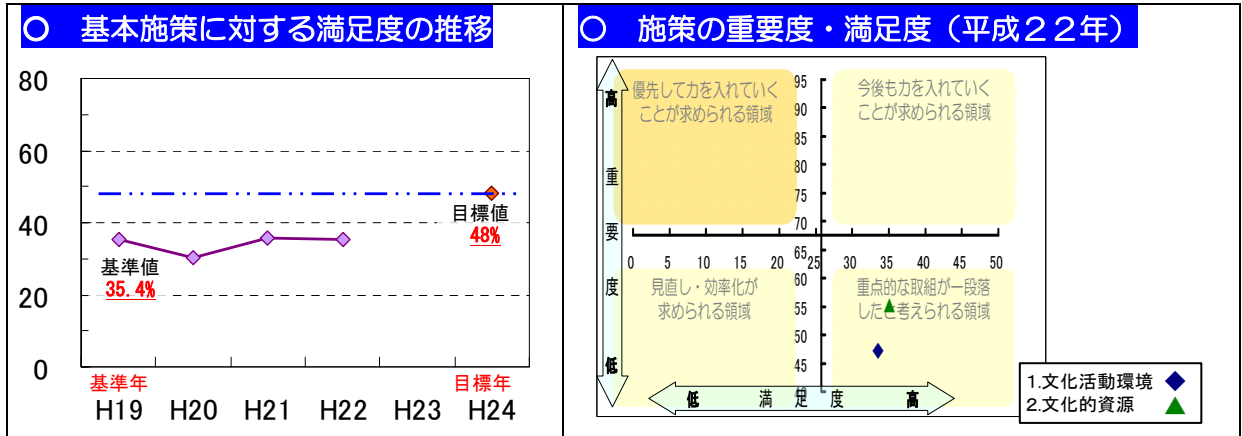 ○ 基本施策に対する満足度の推移
80
60
40
20
0
目標値
48%
基準値
35.4%
基準年
目標年
H19 H20 H21 H22 H23 H24
○ 施策の重要度・満足度（平成２２年）
高
重
要
度
低
優先して力を入れていく
ことが求められる領域
今後も力を入れていく
ことが求められる領域
95
90
85
80
75
70
65
60
55
50
45
40
0 5 10 15 20 25 30 35 40 45 50
見直し・効率化が
求められる領域
重点的な取組が一段落
したと考えられる領域
低 満 足 度 高
1.文化活動環境
2.文化的資源